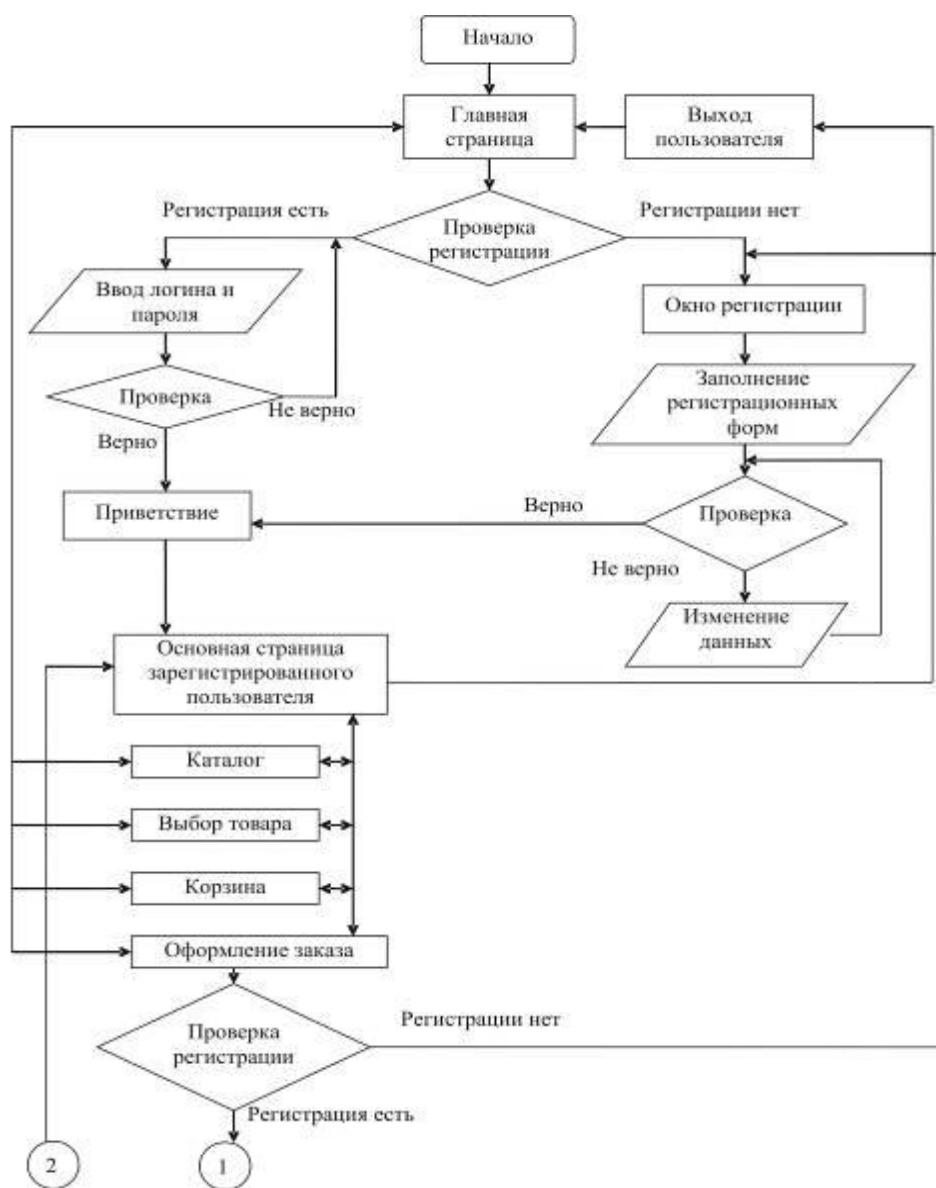 Начало
Главная
страница
Выход
пользователя
Регистрация есть
Проверка
регистрации
Регистрации нет
Ввод логина и
пароля
Окно регистрации
Проверка
Не верно
Верно
Заполнение
регистрационных
форм
Приветствие
Верно
Проверка
Не верно
Изменение
данных
Основная страница
зарегистрированного
пользователя
Каталог
Выбор товара
Корзина
Оформление заказа
Проверка
регистрации
Регистрации нет
Регистрация есть
2
1